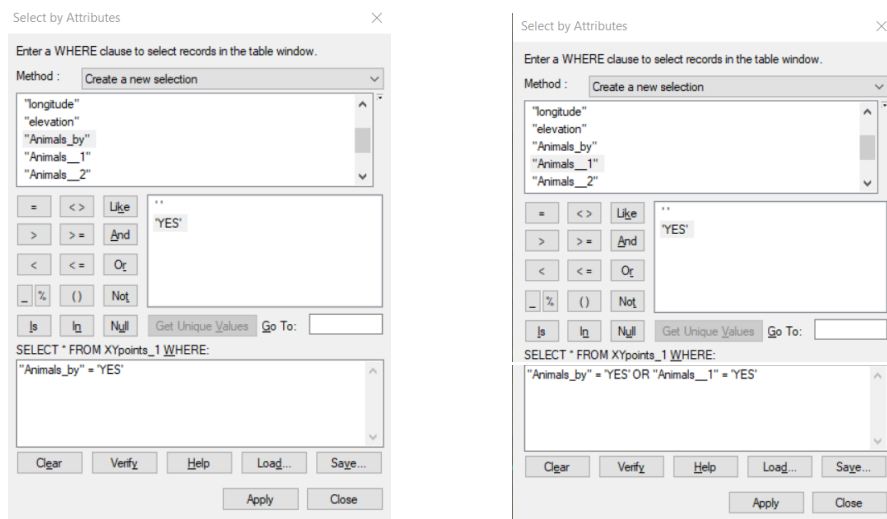 Select by Attributes
Enter a WHERE clause to select records in the table window.
Method :
Create a new selection
"longitude"
"elevation"
"Animals_by"
"Animals__1"
"Animals__2"
= <> Like
> >= And
< <= Or
_ % () Not
Is In Null Get Unique Values Go To:
' '
'YES'
SELECT * FROM XYpoints_1 WHERE:
"Animals_by" = 'YES'
Clear Verify Help Load... Save...
Apply Close
Select by Attributes
Enter a WHERE clause to select records in the table window.
Method :
Create a new selection
"longitude"
"elevation"
"Animals_by"
"Animals__1"
"Animals__2"
= <> Like
> >= And
< <= Or
_ % () Not
Is In Null Get Unique Values Go To:
' '
'YES'
SELECT * FROM XYpoints_1 WHERE:
"Animals_by" = 'YES' OR "Animals__1" = 'YES'
Clear Verify Help Load... Save...
Apply Close